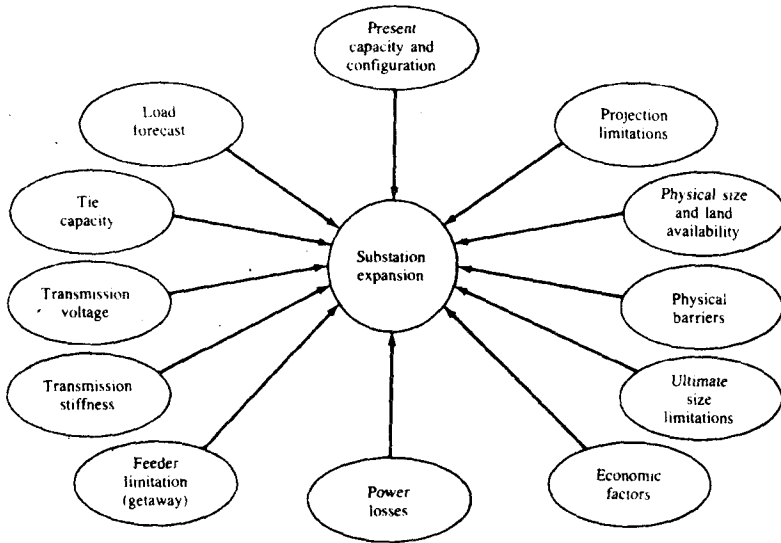 Present
capacity and
configuration
Load
forecast
Projection
limitations
Tie
capacity
Physical size
and land
availability
Substation
expansion
Transmission
voltage
Physical
barriers
Transmission
stiffness
Ultimate
size
limitations
Feeder
limitation
(getaway)
Power
losses
Economic
factors